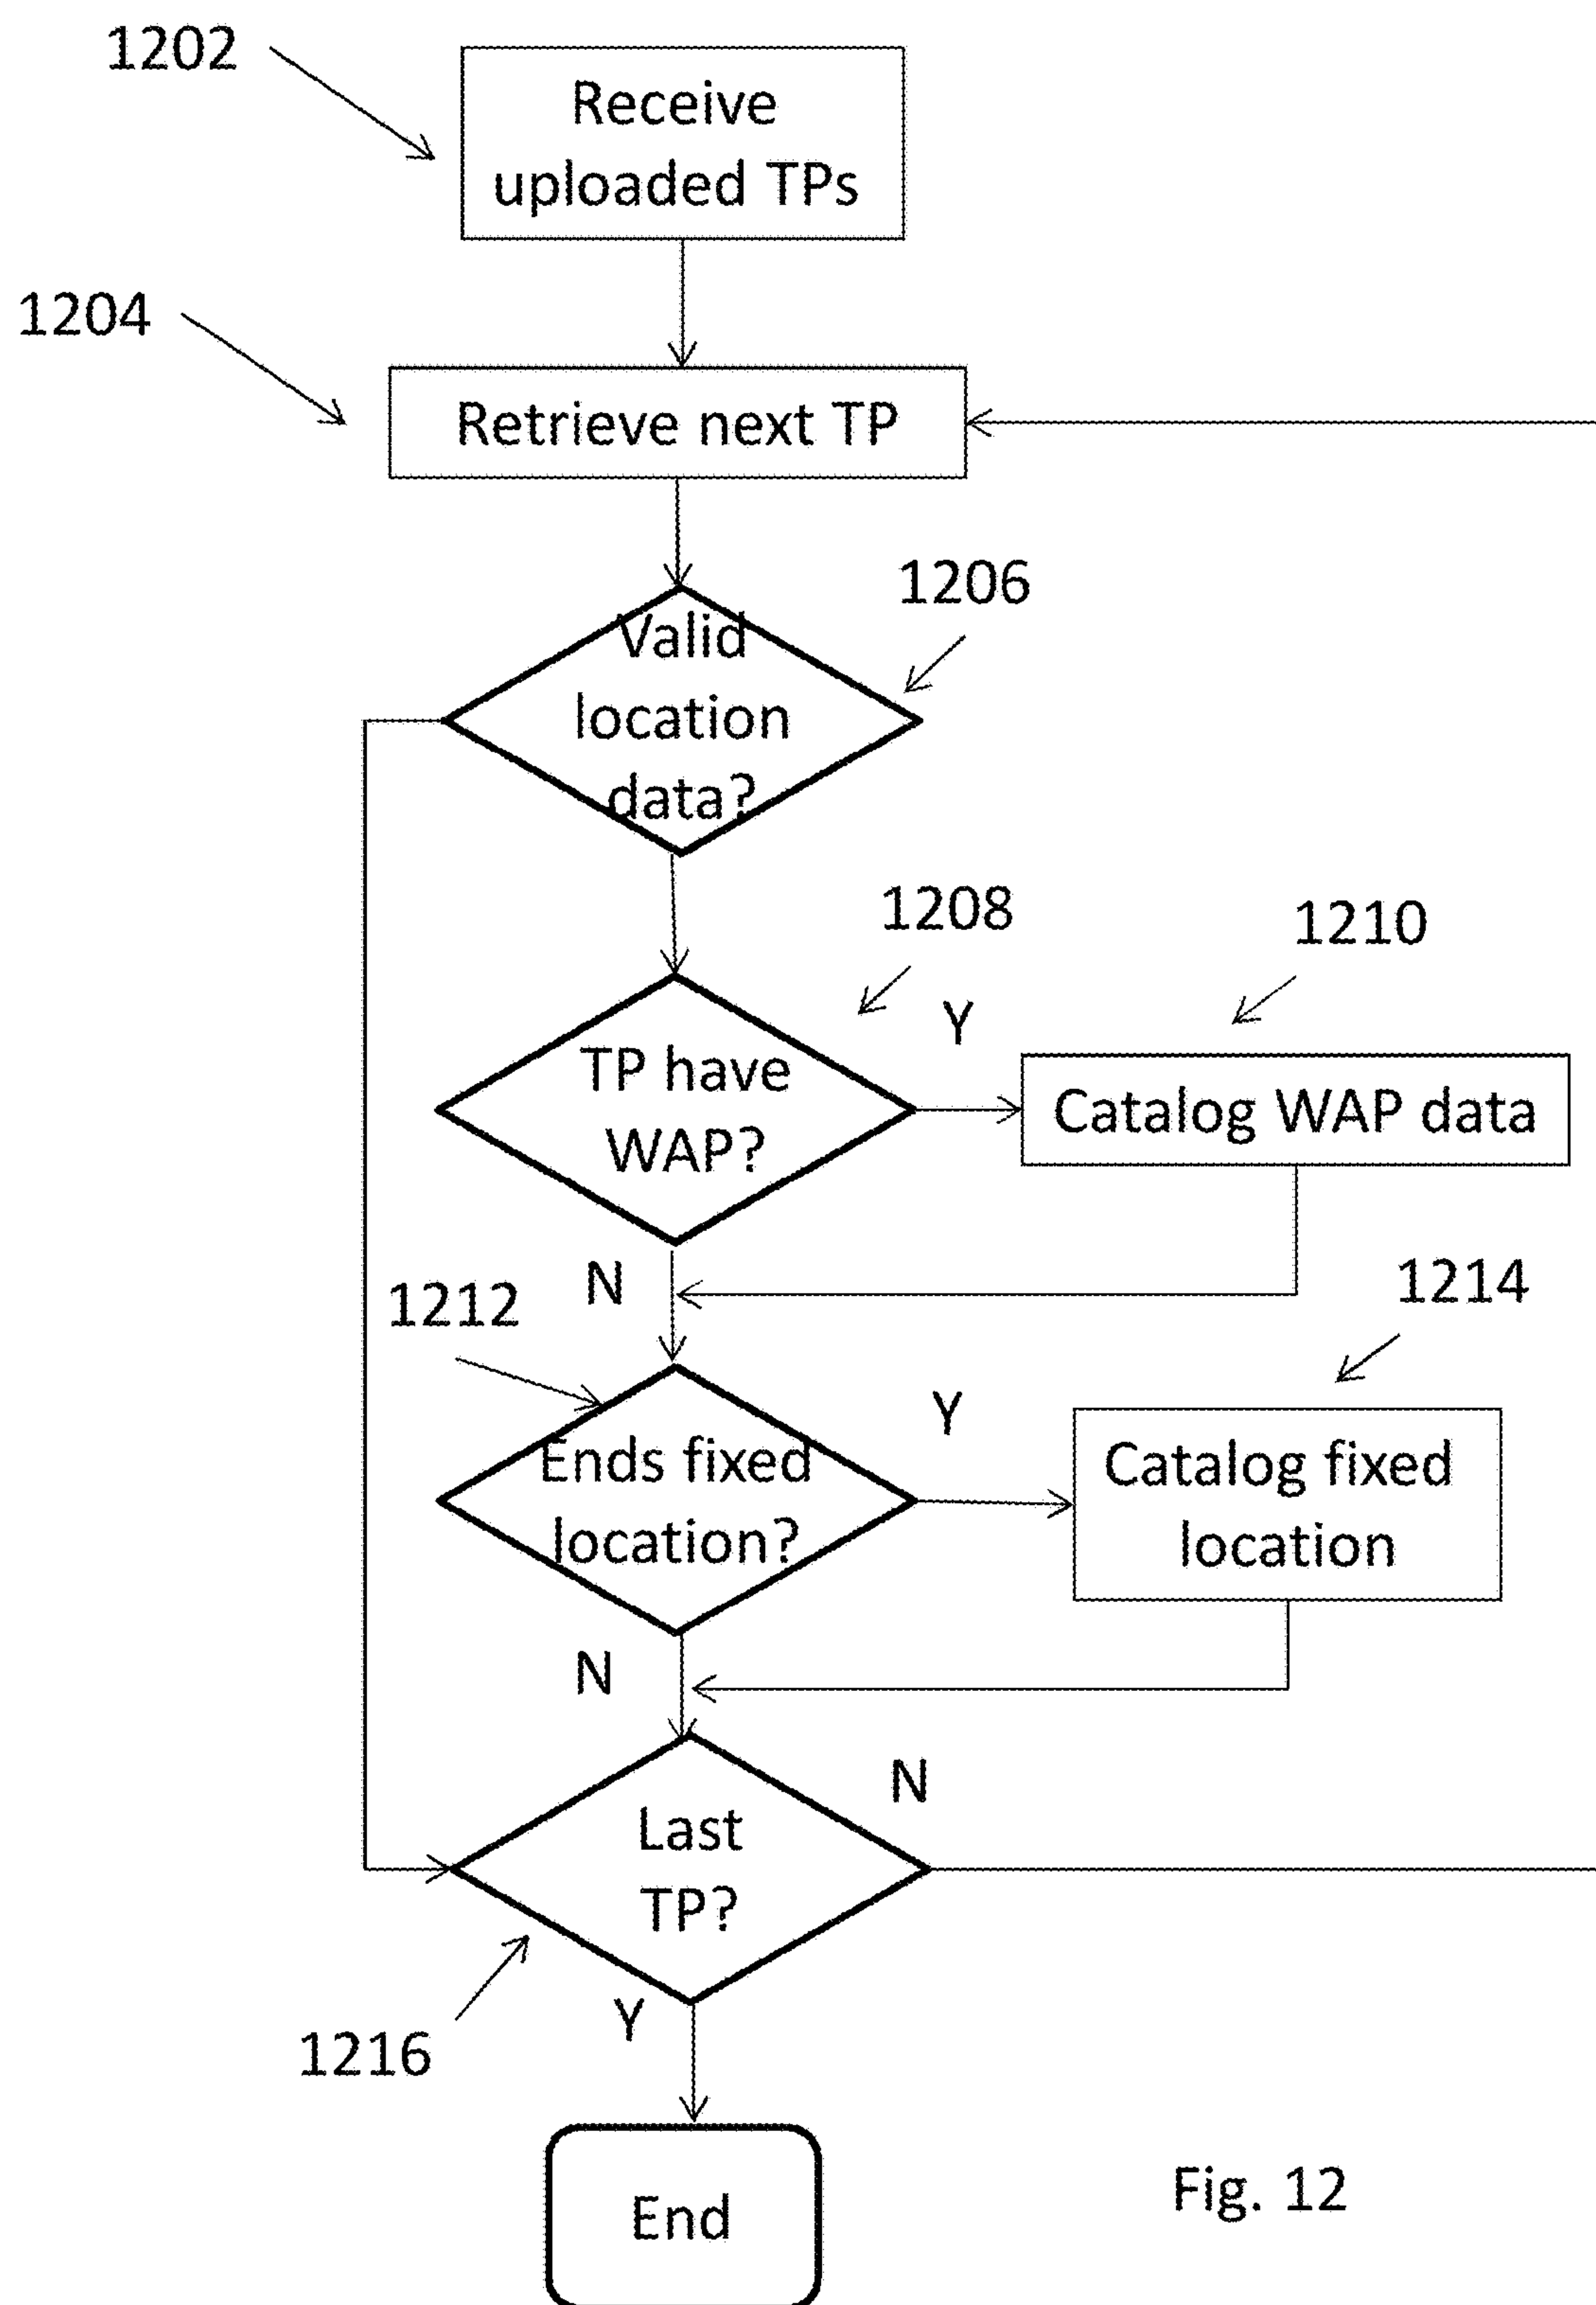 1202
Receive
uploaded TPs
1204
Retrieve next TP
1206
Valid
location
data?
1208
1210
Y
TP have
WAP?
Catalog WAP data
N
1212
1214
Y
Ends fixed
location?
Catalog fixed
location
N
N
Last
TP?
Y
1216
End
Fig. 12